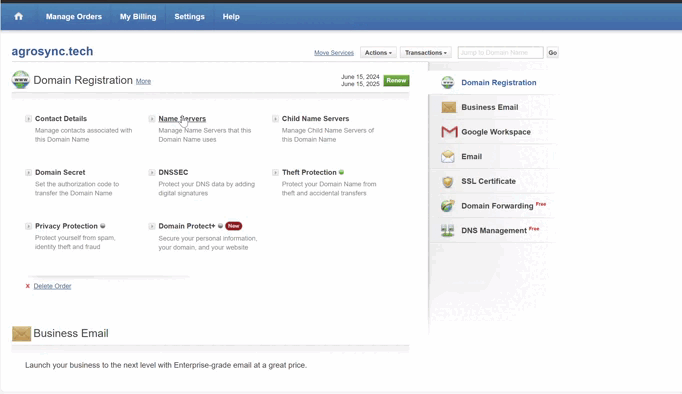 Manage Orders My Billing Settings Help
agrosync.tech
Move Services Actions Transactions Jump to Domain Name Go
Domain Registration More
June 15, 2024
June 15, 2025
Renew
Contact Details
Manage contacts associated with
this Domain Name
Name Servers
Manage Name Servers that this
Domain Name uses
Child Name Servers
Manage Child Name Servers of
this Domain Name
Domain Secret
Set the authorization code to
transfer the Domain Name
DNSSEC
Protect your DNS data by adding
digital signatures
Theft Protection
Protect your Domain Name from
theft and accidental transfers
Privacy Protection
Protect yourself from spam,
identity theft and fraud
Domain Protect+ New
Secure your personal information,
your domain, and your website
x Delete Order
Business Email
Launch your business to the next level with Enterprise-grade email at a great price.
Domain Registration
Business Email
Google Workspace
Email
SSL Certificate
Domain Forwarding Free
DNS Management Free